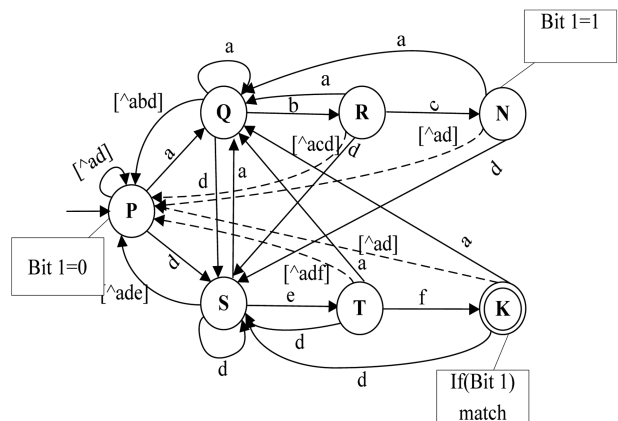 Bit 1=1
a
a
Q
a
b
R
c
N
[^abd]
[^acd]
d
[^ad]
[^ad]
a
d
a
d
P
d
[^ad]
a
Bit 1=0
[^adf]
a
[^ade]
S
e
T
f
K
d
d
d
If(Bit 1)
match